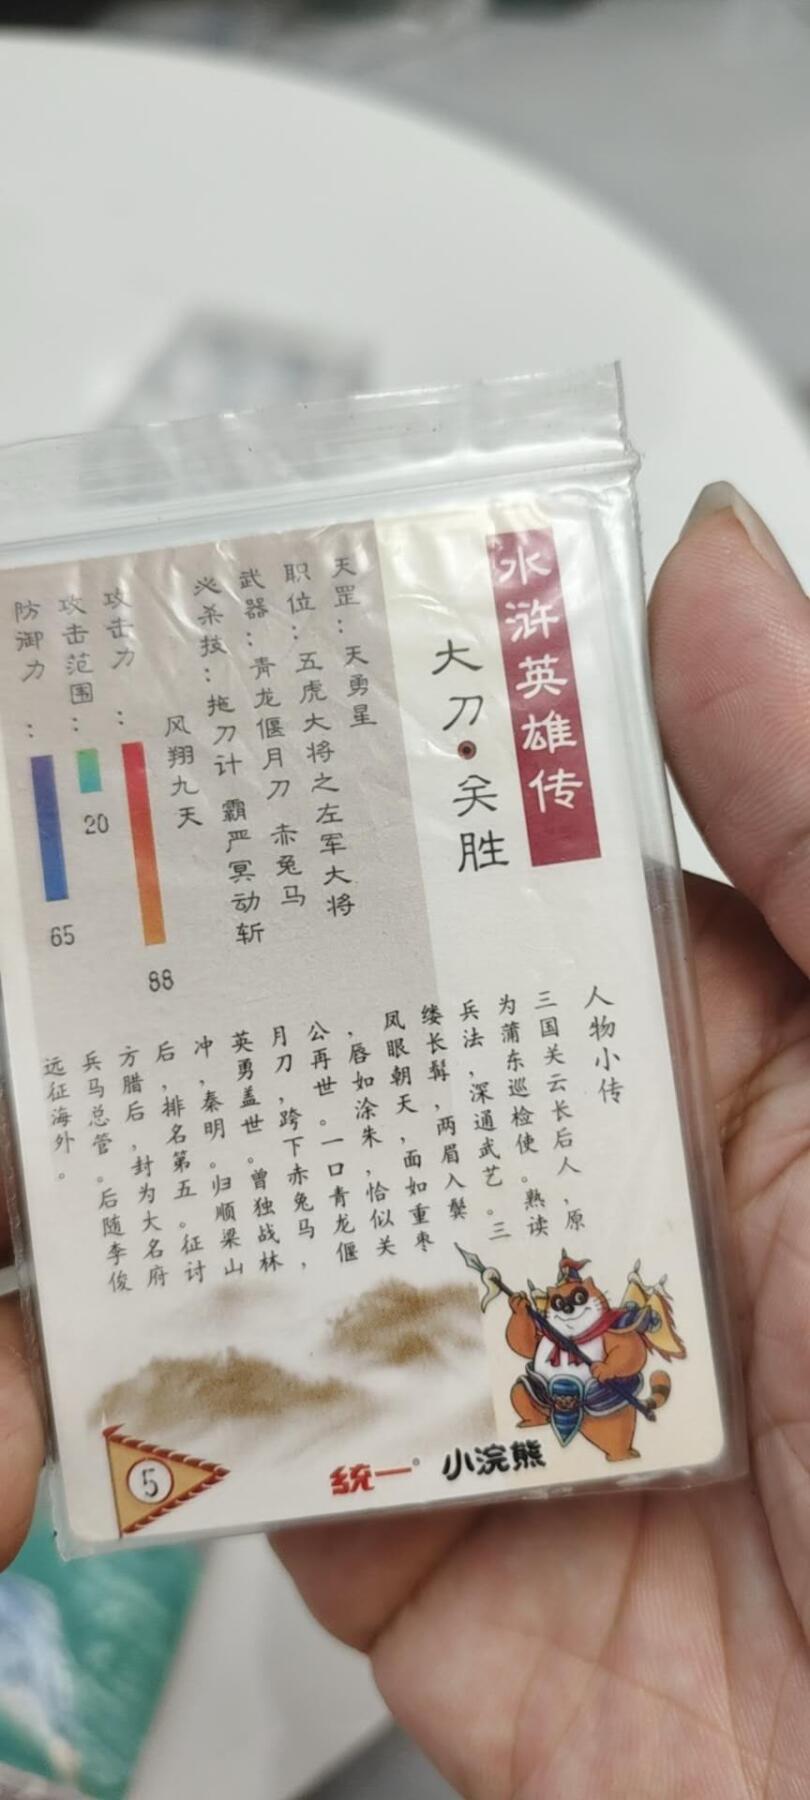 水浒英雄传
大刀·关胜
天罡：天勇星
职位：五虎大将之左军大将
武器：青龙偃月刀 赤兔马
必杀技：拖刀计 霸严冥动斩
风翔九天
攻击力：88
攻击范围：20
防御力：65
人物小传
三国关云长后人，原
为蒲东巡检使。熟读
兵法，深通武艺。三
缕长髯，两眉入鬓
凤眼朝天，面如重枣
，唇如涂朱，恰似关
公再世。一口青龙偃
月刀，跨下赤兔马，
英勇盖世。曾独战林
冲，秦明。归顺梁山
后，排名第五。征讨
方腊后，封为大名府
兵马总管。后随李俊
远征海外。
5
统一 小浣熊